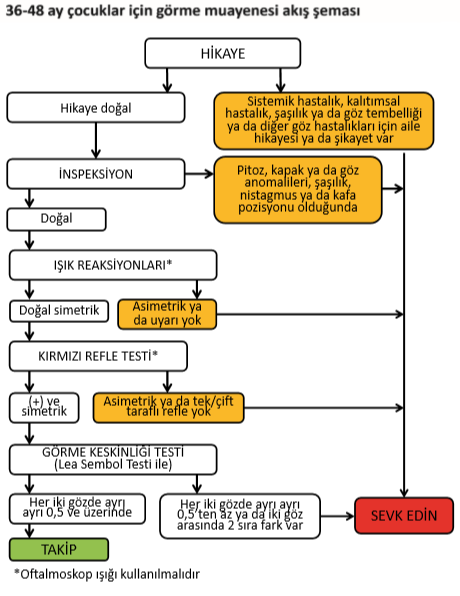 36-48 ay çocuklar için görme muayenesi akış şeması
HİKAYE
Hikaye doğal
Sistemik hastalık, kalıtımsal
hastalık, şaşılık ya da göz tembelliği
ya da diğer göz hastalıkları için aile
hikayesi ya da şikayet var
İNSPEKSİYON
Pitoz, kapak ya da göz
anomalileri, şaşılık,
nistagmus ya da kafa
pozisyonu olduğunda
Doğal
IŞIK REAKSİYONLARI*
Doğal simetrik
Asimetrik ya
da uyarı yok
KIRMIZI REFLE TESTİ*
(+) ve
simetrik
Asimetrik ya da tek/çift
taraflı refle yok
GÖRME KESKİNLİĞİ TESTİ
(Lea Sembol Testi ile)
Her iki gözde ayrı
ayrı 0,5 ve üzerinde
Her iki gözde ayrı ayrı
0,5'ten az ya da iki göz
arasında 2 sıra fark var
SEVK EDİN
TAKİP
*Oftalmoskop ışığı kullanılmalıdır